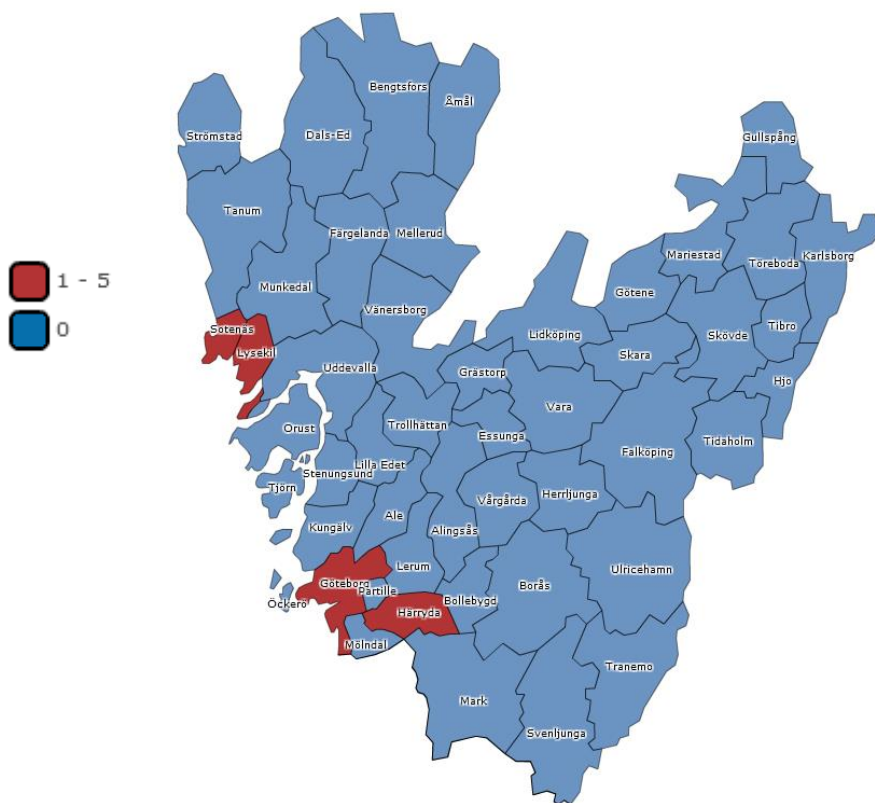 Bengtsfors
Åmål
Strömstad
Dals-Ed
Gullspång
Tanum
Färgelanda
Mellerud
Mariestad
Töreboda
Karlsborg
1 - 5
Munkedal
Götene
Vänersborg
0
Sotenäs
Lidköping
Skövde
Tibro
Lysekil
Skara
Uddevalla
Grästorp
Hjo
Vara
Orust
Trollhättan
Essunga
Falköping
Tidaholm
Stenungsund
Lilla Edet
Tjörn
Vårgårda
Herrljunga
Kungälv
Ale
Alingsås
Lerum
Ulricehamn
Göteborg
Partille
Borås
Öckerö
Bollebygd
Härryda
Mölndal
Tranemo
Mark
Svenljunga